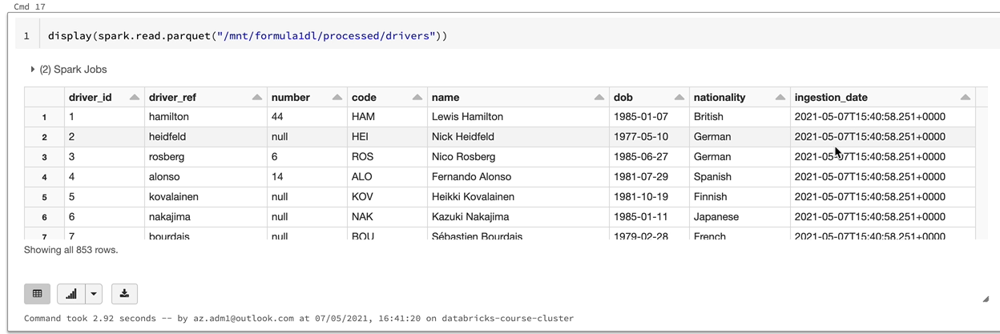 Cmd 17
1 display(spark.read.parquet("/mnt/formula1dl/processed/drivers"))
(2) Spark Jobs
driver_id driver_ref number code name dob nationality ingestion_date
1 1 hamilton 44 HAM Lewis Hamilton 1985-01-07 British 2021-05-07T15:40:58.251+0000
2 2 heidfeld null HEI Nick Heidfeld 1977-05-10 German 2021-05-07T15:40:58.251+0000
3 3 rosberg 6 ROS Nico Rosberg 1985-06-27 German 2021-05-07T15:40:58.251+0000
4 4 alonso 14 ALO Fernando Alonso 1981-07-29 Spanish 2021-05-07T15:40:58.251+0000
5 5 kovalainen null KOV Heikki Kovalainen 1981-10-19 Finnish 2021-05-07T15:40:58.251+0000
6 6 nakajima null NAK Kazuki Nakajima 1985-01-11 Japanese 2021-05-07T15:40:58.251+0000
7 7 bourdais null BOU Sébastien Bourdais 1979-02-28 French 2021-05-07T15:40:58.251+0000
Showing all 853 rows.
Command took 2.92 seconds -- by az.adm1@outlook.com at 07/05/2021, 16:41:20 on databricks-course-cluster